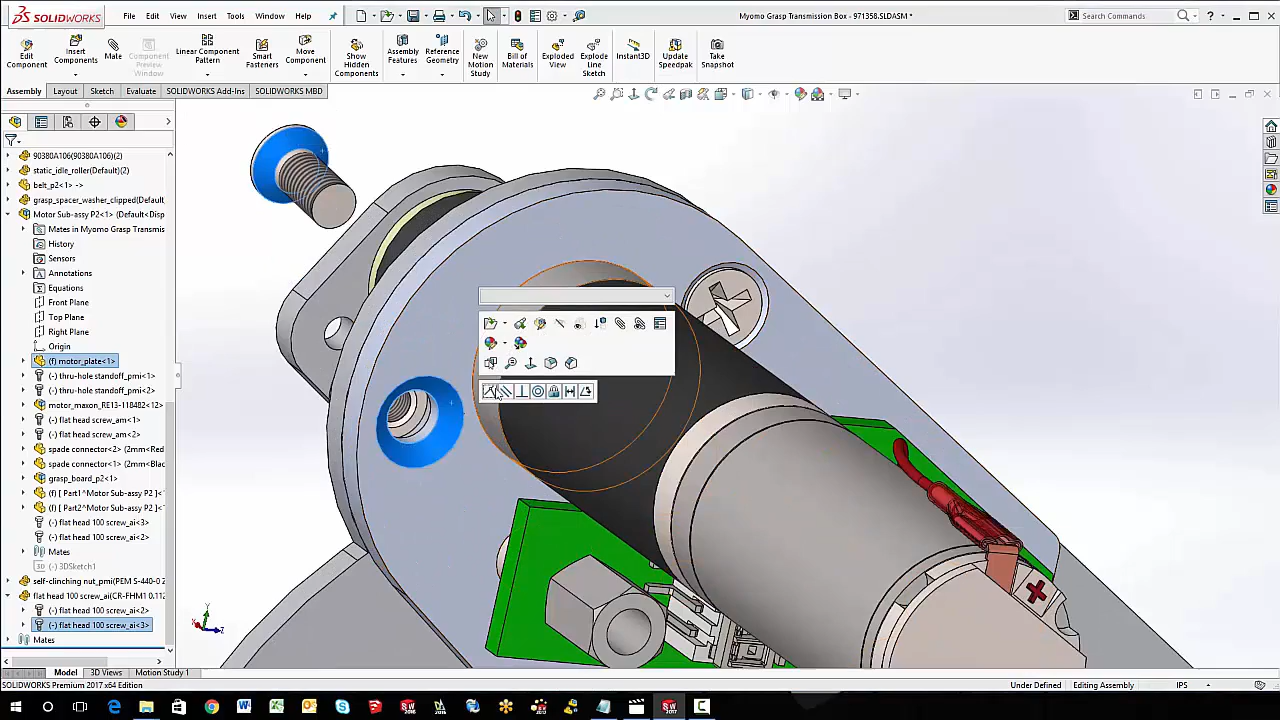 SOLIDWORKS
File Edit View Insert Tools Window Help
Myomo Grasp Transmission Box - 971358.SLDASM *
Search Commands
Edit Component
Insert Components
Mate
Component Preview Window
Linear Component Pattern
Smart Fasteners
Move Component
Show Hidden Components
Assembly Features
Reference Geometry
New Motion Study
Bill of Materials
Exploded View
Explode Line Sketch
Instant3D
Update Speedpak
Take Snapshot
Assembly Layout Sketch Evaluate SOLIDWORKS Add-Ins SOLIDWORKS MBD
90380A106(90380A106)(2)
static_idle_roller(Default)(2)
belt_p2<1> ->
grasp_spacer_washer_clipped(Default)
Motor Sub-assy P2<1> (Default<Disp
Mates in Myomo Grasp Transmis
History
Sensors
Annotations
Equations
Front Plane
Top Plane
Right Plane
Origin
(f) motor_plate<1>
(-) thru-hole standoff_pmi<1>
(-) thru-hole standoff_pmi<2>
motor_maxon_RE13-118402<12>
(-) flat head screw_am<1>
(-) flat head screw_am<2>
spade connector<2> (2mm<Red
spade connector<1> (2mm<Blac
grasp_board_p2<1>
(f) [ Part1^Motor Sub-assy P2 ]<1
(f) [ Part2^Motor Sub-assy P2 ]<1
(-) flat head 100 screw_ai<3>
(-) flat head 100 screw_ai<2>
Mates
3D (-) 3DSketch1
self-clinching nut_pmi(PEM S-440-0 Z
flat head 100 screw_ai(CR-FHM1 0.112
(-) flat head 100 screw_ai<2>
(-) flat head 100 screw_ai<3>
Mates
Y
X
Z
Model 3D Views Motion Study 1
SOLIDWORKS Premium 2017 x64 Edition
Under Defined Editing Assembly IPS